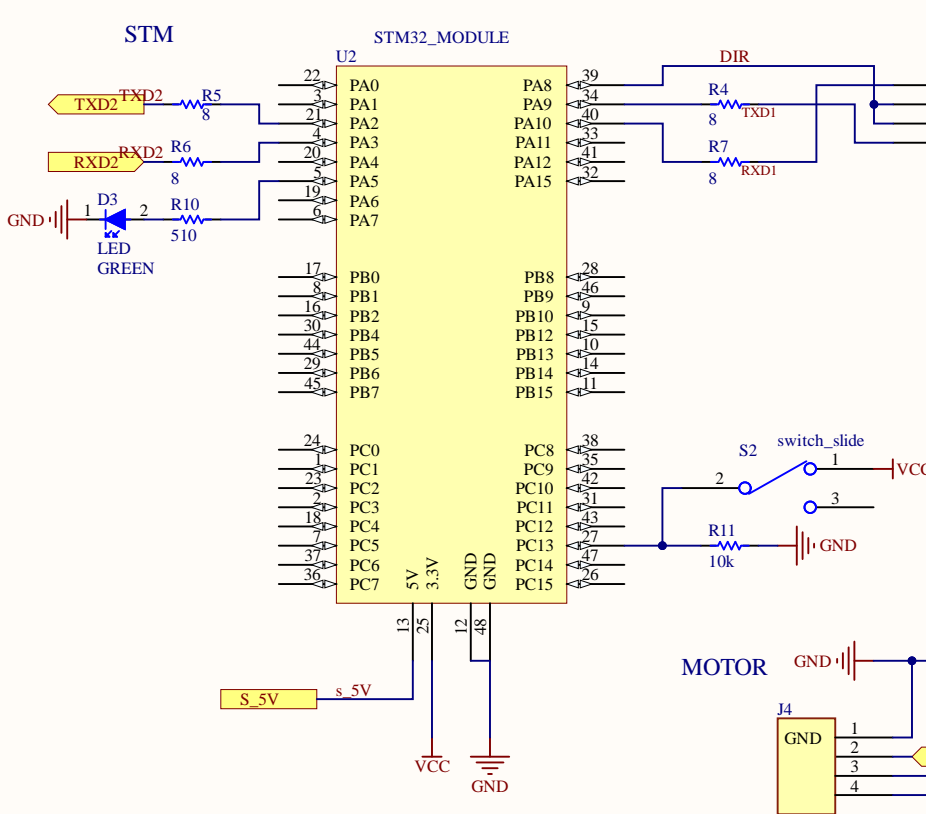 STM
STM32_MODULE
U2
DIR
TXD2
TXD2
R5
8
RXD2
RXD2
R6
8
GND
1
D3
2
LED
GREEN
R10
510
22 PA0
3 PA1
21 PA2
4 PA3
20 PA4
5 PA5
19 PA6
6 PA7
17 PB0
8 PB1
16 PB2
30 PB4
44 PB5
29 PB6
45 PB7
24 PC0
1 PC1
23 PC2
2 PC3
18 PC4
7 PC5
37 PC6
36 PC7
PA8 39
PA9 34
PA10 40
PA11 33
PA12 41
PA15 32
PB8 28
PB9 46
PB10 9
PB12 15
PB13 10
PB14 14
PB15 11
PC8 38
PC9 35
PC10 42
PC11 31
PC12 43
PC13 27
PC14 47
PC15 26
5V
3.3V
GND
GND
13
25
12
48
R4
8
TXD1
R7
8
RXD1
S2
switch_slide
2
1
VCC
3
R11
10k
GND
S_5V
s_5V
VCC
GND
MOTOR
GND
J4
GND
1
2
3
4